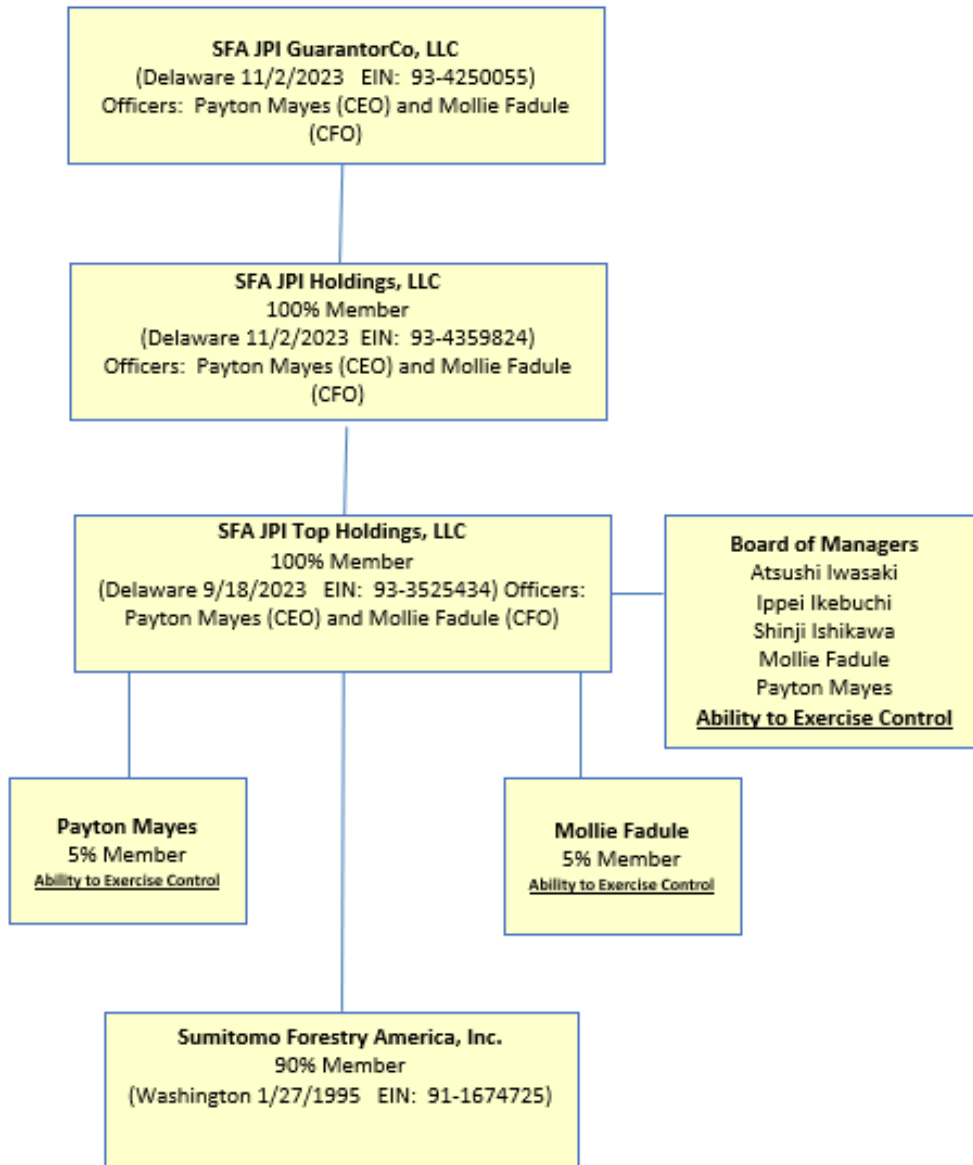 SFA JPI GuarantorCo, LLC
(Delaware 11/2/2023 EIN: 93-4250055)
Officers: Payton Mayes (CEO) and Mollie Fadule
(CFO)
SFA JPI Holdings, LLC
100% Member
(Delaware 11/2/2023 EIN: 93-4359824)
Officers: Payton Mayes (CEO) and Mollie Fadule
(CFO)
SFA JPI Top Holdings, LLC
100% Member
(Delaware 9/18/2023 EIN: 93-3525434) Officers:
Payton Mayes (CEO) and Mollie Fadule (CFO)
Board of Managers
Atsushi Iwasaki
Ippei Ikebuchi
Shinji Ishikawa
Mollie Fadule
Payton Mayes
Ability to Exercise Control
Payton Mayes
5% Member
Ability to Exercise Control
Mollie Fadule
5% Member
Ability to Exercise Control
Sumitomo Forestry America, Inc.
90% Member
(Washington 1/27/1995 EIN: 91-1674725)